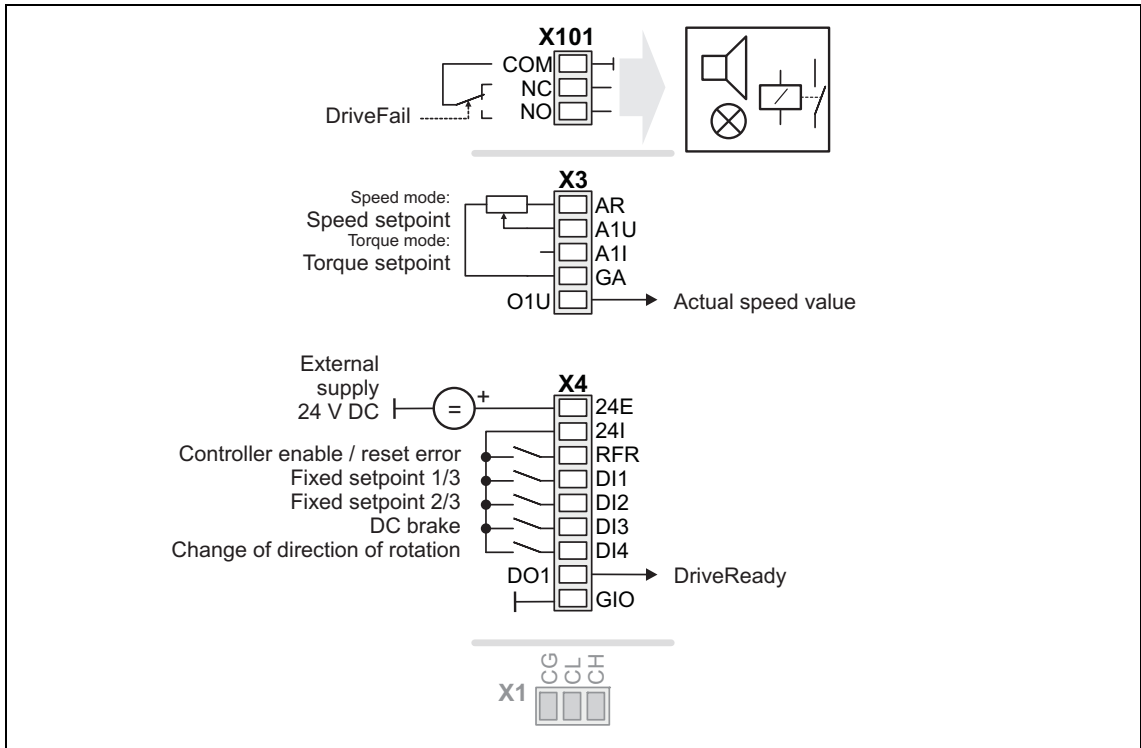 X101
COM
NC
NO
DriveFail
X3
Speed mode:
Speed setpoint
Torque mode:
Torque setpoint
AR
A1U
A1I
GA
O1U
Actual speed value
External
supply
24 V DC
=
+
X4
24E
24I
Controller enable / reset error
RFR
Fixed setpoint 1/3
DI1
Fixed setpoint 2/3
DI2
DC brake
DI3
Change of direction of rotation
DI4
DO1
DriveReady
GIO
X1
CG
CL
CH